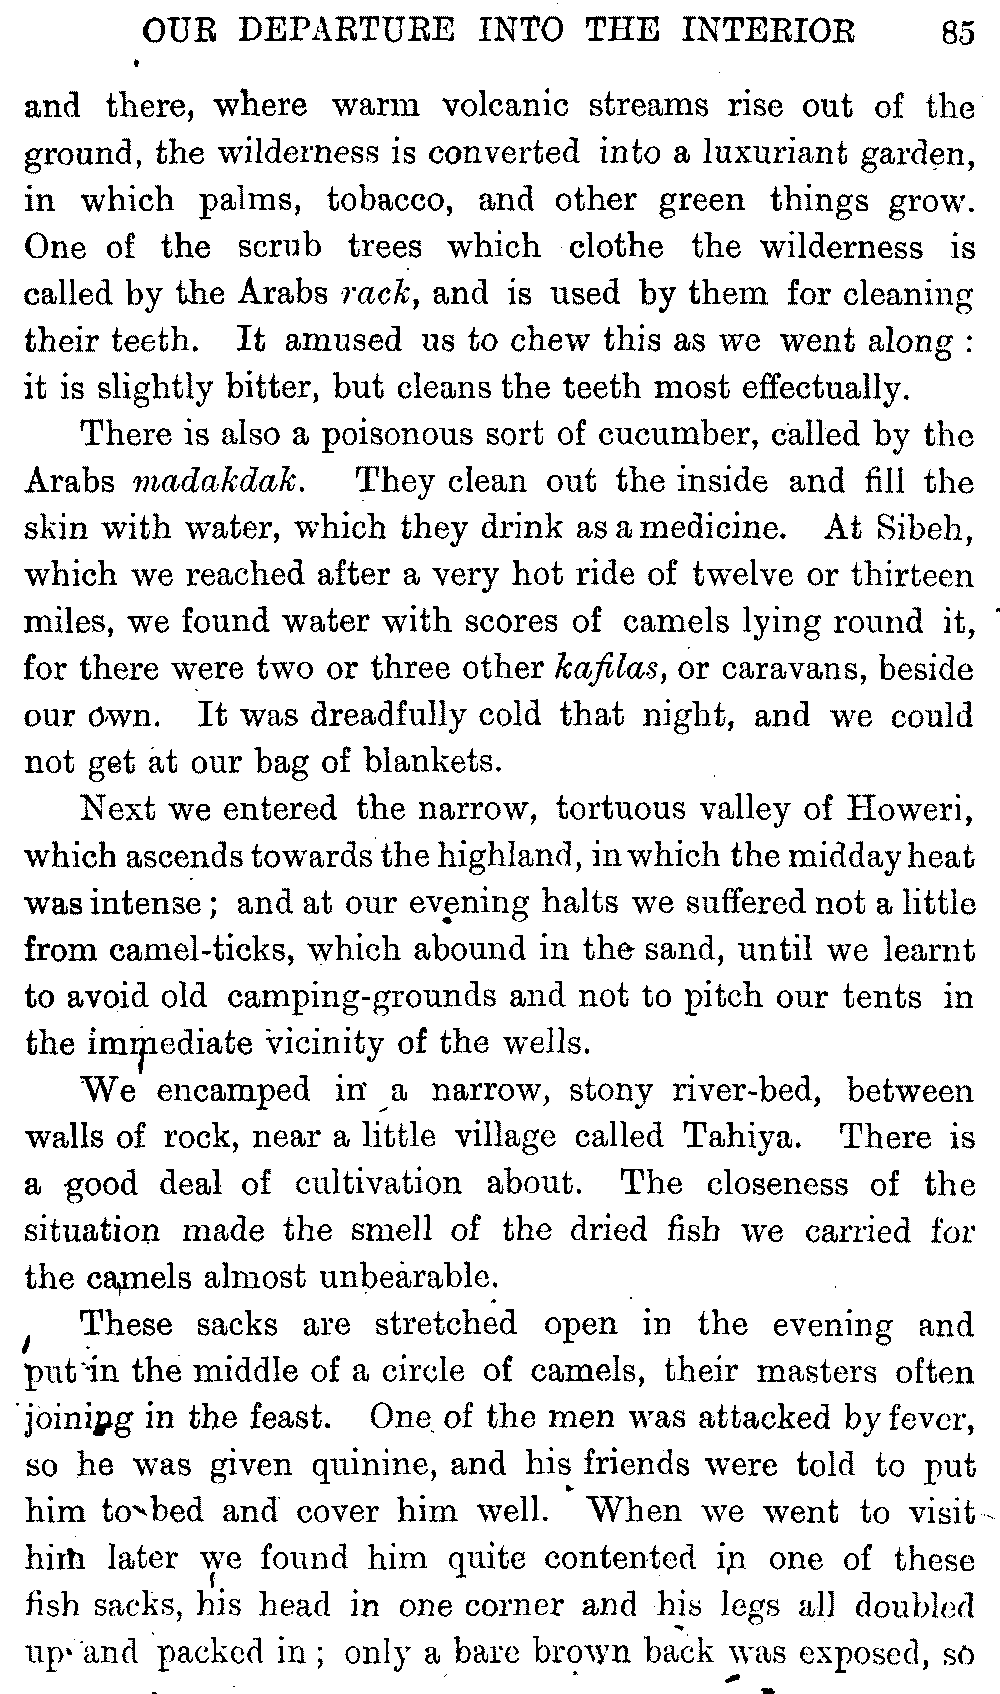 OUR DEPARTURE INTO THE INTERIOR 85
and there, where warm volcanic streams rise out of the
ground, the wilderness is converted into a luxuriant garden,
in which palms, tobacco, and other green things grow.
One of the scrub trees which clothe the wilderness is
called by the Arabs rack, and is used by them for cleaning
their teeth. It amused us to chew this as we went along :
it is slightly bitter, but cleans the teeth most effectually.
There is also a poisonous sort of cucumber, called by the
Arabs madakdak. They clean out the inside and fill the
skin with water, which they drink as a medicine. At Sibeh,
which we reached after a very hot ride of twelve or thirteen
miles, we found water with scores of camels lying round it,
for there were two or three other kafilas, or caravans, beside
our own. It was dreadfully cold that night, and we could
not get at our bag of blankets.
Next we entered the narrow, tortuous valley of Howeri,
which ascends towards the highland, in which the midday heat
was intense ; and at our evening halts we suffered not a little
from camel-ticks, which abound in the sand, until we learnt
to avoid old camping-grounds and not to pitch our tents in
the immediate vicinity of the wells.
We encamped in a narrow, stony river-bed, between
walls of rock, near a little village called Tahiya. There is
a good deal of cultivation about. The closeness of the
situation made the smell of the dried fish we carried for
the camels almost unbearable.
These sacks are stretched open in the evening and
put in the middle of a circle of camels, their masters often
joining in the feast. One of the men was attacked by fever,
so he was given quinine, and his friends were told to put
him to bed and cover him well. When we went to visit
him later we found him quite contented in one of these
fish sacks, his head in one corner and his legs all doubled
up and packed in ; only a bare brown back was exposed, so